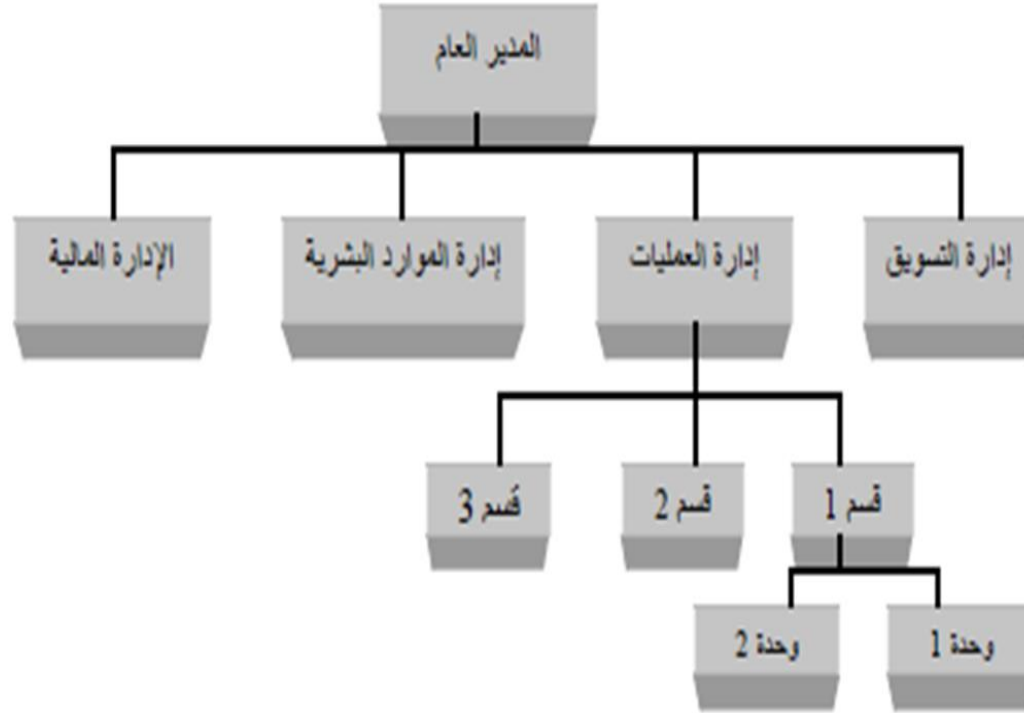 المدير العام
إدارة التسويق
إدارة العمليات
إدارة الموارد البشرية
الإدارة المالية
قسم 1
قسم 2
قسم 3
وحدة 1
وحدة 2